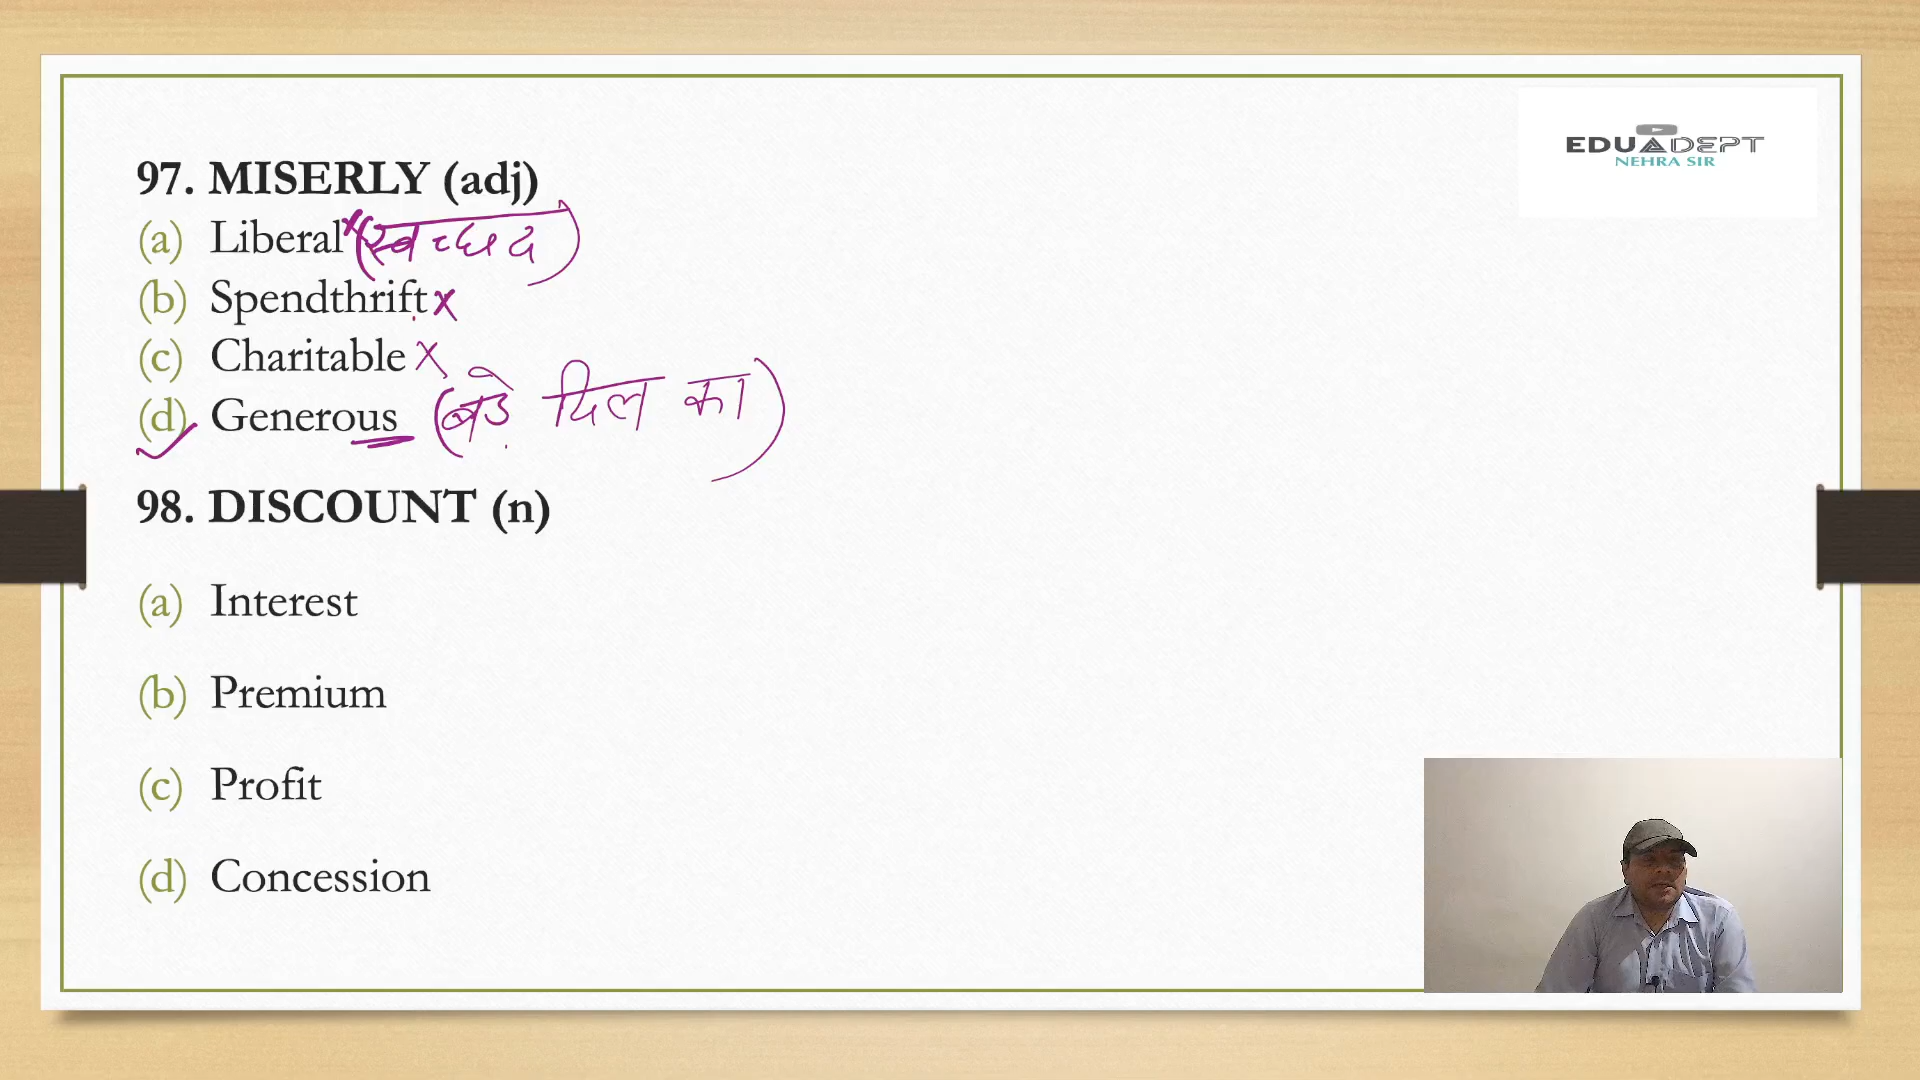 EDUADEPT
NEHRA SIR
97. MISERLY (adj)
(a) Liberal (स्वच्छंद)
(b) Spendthrift x
(c) Charitable x
(d) Generous (बड़े दिल का)
98. DISCOUNT (n)
(a) Interest
(b) Premium
(c) Profit
(d) Concession